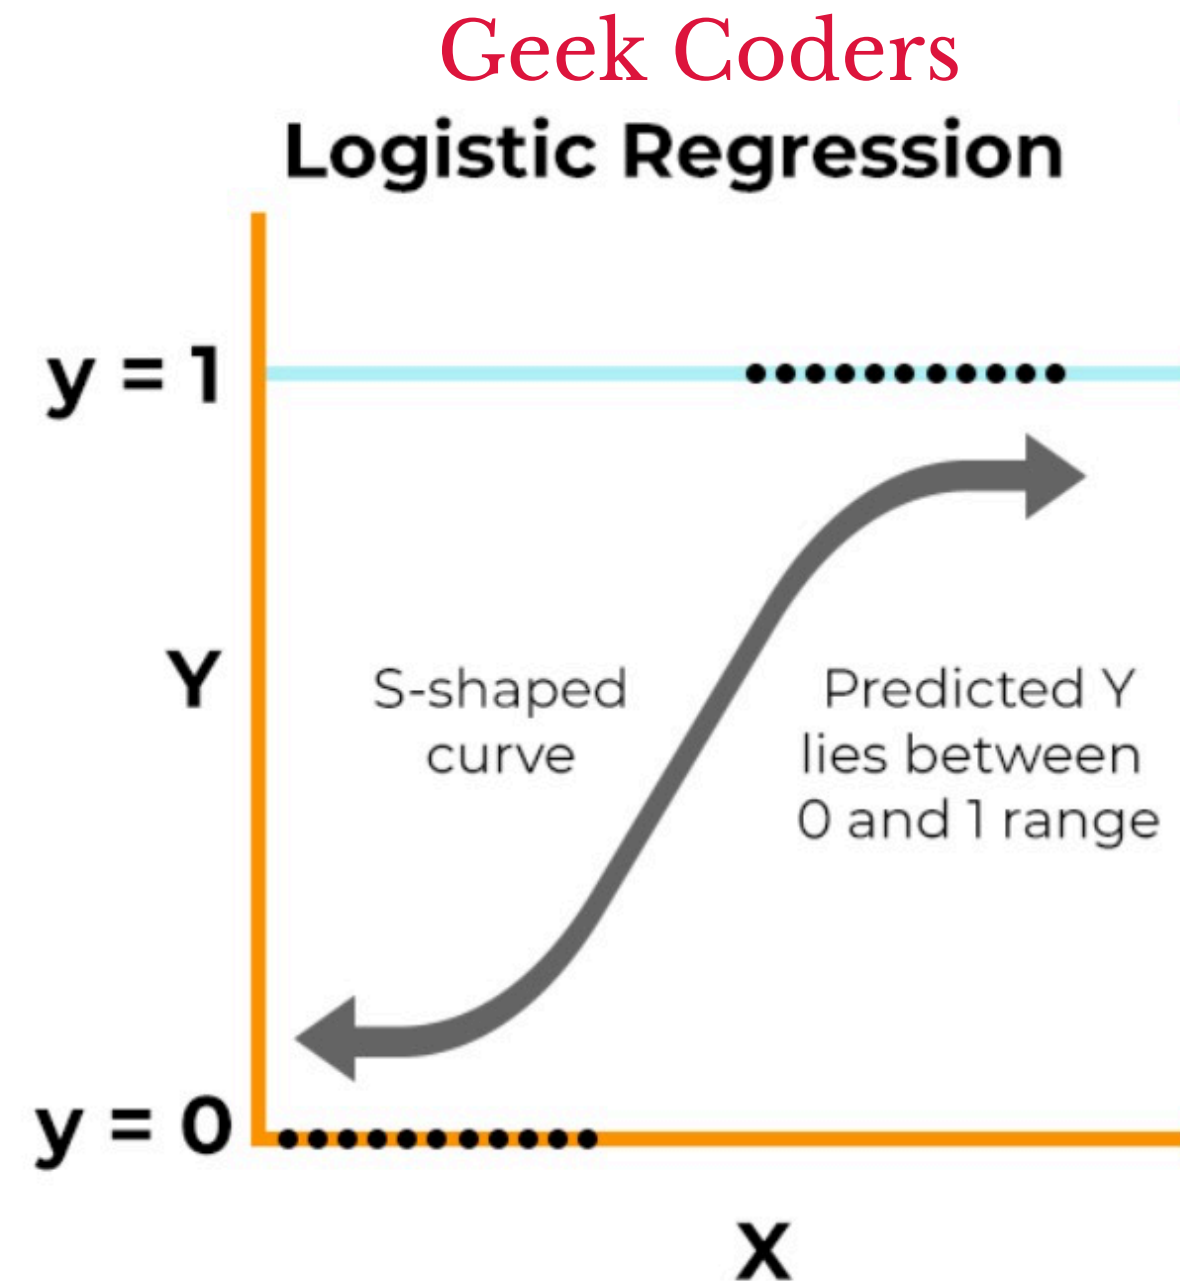 Geek Coders
Logistic Regression
y = 1
Y
S-shaped
curve
Predicted Y
lies between
0 and 1 range
y = 0
X